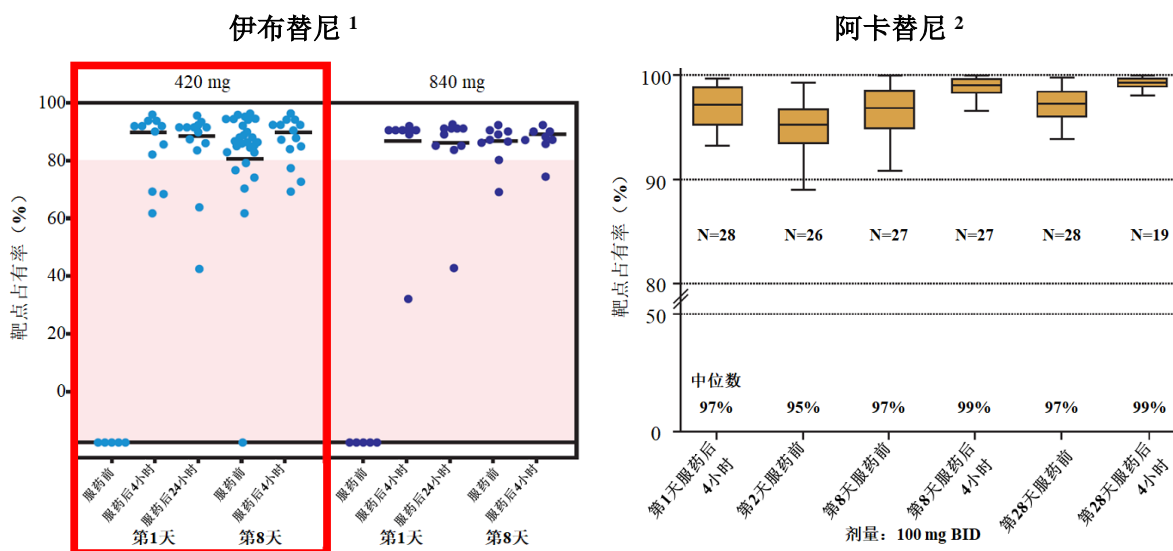 伊布替尼 1
420 mg
840 mg
靶点占有率（%）
100
80
60
40
20
0
服药前
服药后4小时
服药后24小时
服药前
服药后4小时
服药前
服药后4小时
服药后24小时
服药前
服药后4小时
第1天
第8天
第1天
第8天
阿卡替尼 2
靶点占有率（%）
100
90
80
50
0
N=28
N=26
N=27
N=27
N=28
N=19
中位数
97%
95%
97%
99%
97%
99%
第1天服药后
4小时
第2天服药前
第8天服药前
第8天服药后
4小时
第28天服药前
第28天服药后
4小时
剂量：100 mg BID